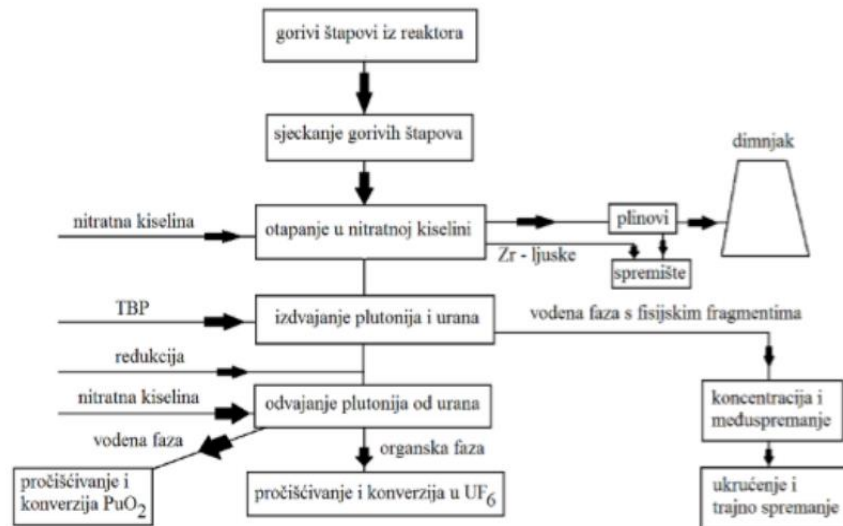 gorivi štapovi iz reaktora
sjeckanje gorivih štapova
dimnjak
nitratna kiselina
otapanje u nitratnoj kiselini
plinovi
Zr - ljuske
spremište
TBP
izdvajanje plutonija i urana
vodena faza s fisijskim fragmentima
redukcija
nitratna kiselina
odvajanje plutonija od urana
koncentracija i
međuspremanje
vodena faza
organska faza
pročišćivanje i
konverzija PuO2
pročišćivanje i konverzija u UF6
ukrućenje i
trajno spremanje